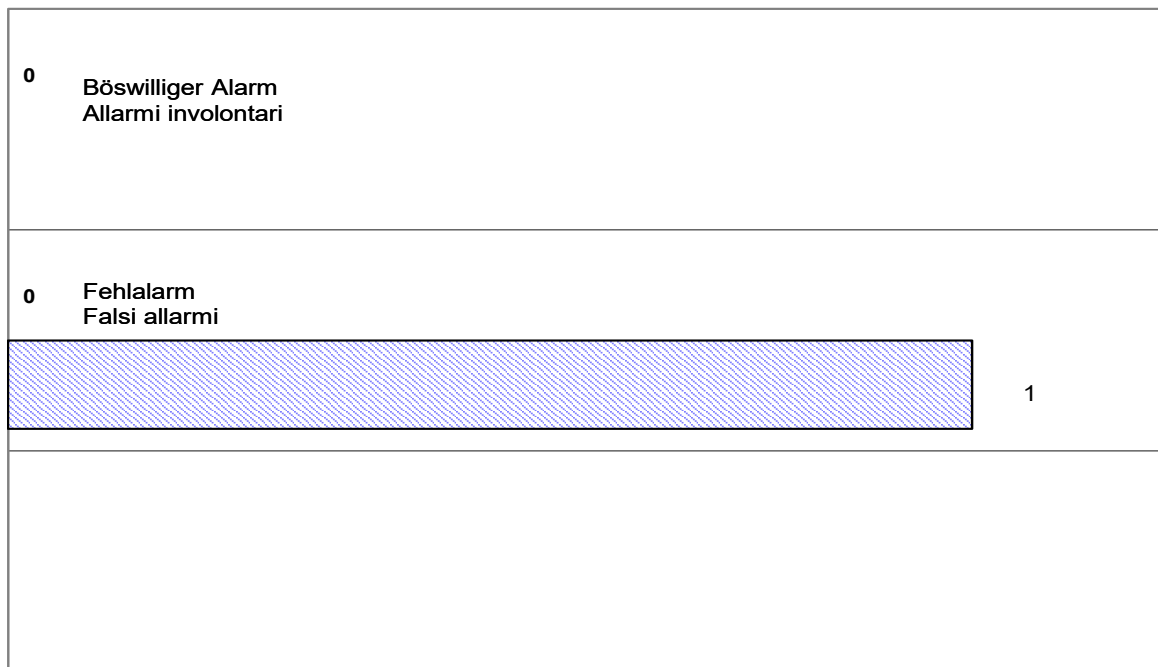 0
Böswilliger Alarm
Allarmi involontari
0
Fehlalarm
Falsi allarmi
1